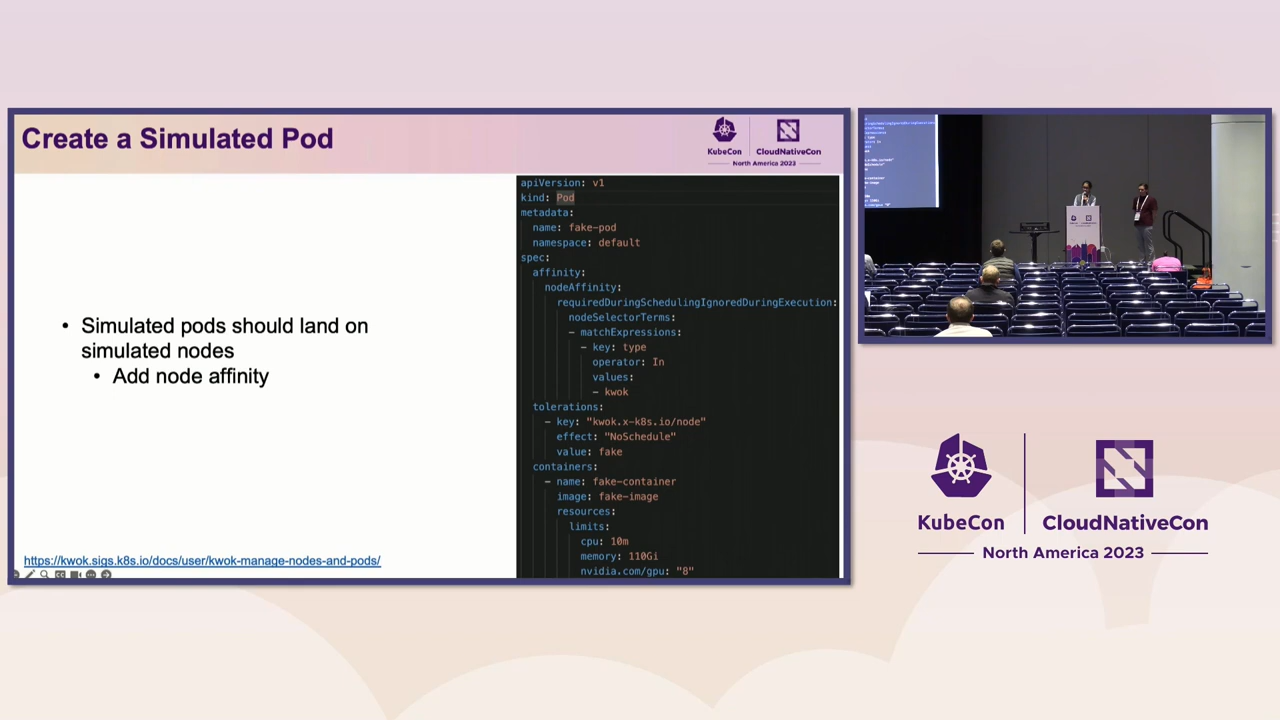 Create a Simulated Pod
KubeCon
CloudNativeCon
North America 2023
• Simulated pods should land on
simulated nodes
• Add node affinity
https://kwok.sigs.k8s.io/docs/user/kwok-manage-nodes-and-pods/
apiVersion: v1
kind: Pod
metadata:
name: fake-pod
namespace: default
spec:
affinity:
nodeAffinity:
requiredDuringSchedulingIgnoredDuringExecution:
nodeSelectorTerms:
- matchExpressions:
- key: type
operator: In
values:
- kwok
tolerations:
- key: "kwok.x-k8s.io/node"
effect: "NoSchedule"
value: fake
containers:
- name: fake-container
image: fake-image
resources:
limits:
cpu: 10m
memory: 110Gi
nvidia.com/gpu: "8"
KubeCon
CloudNativeCon
North America 2023